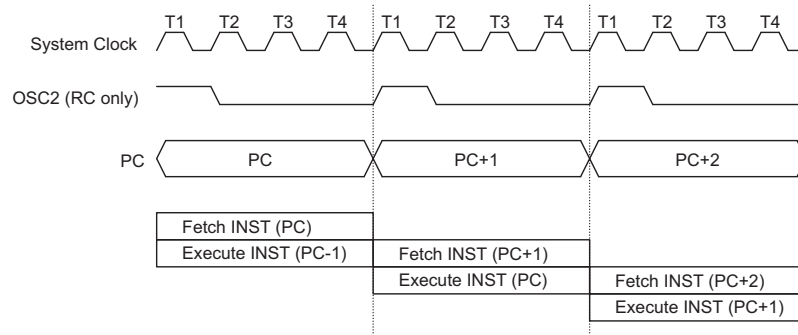 T1 T2 T3 T4 T1 T2 T3 T4 T1 T2 T3 T4
System Clock
OSC2 (RC only)
PC PC PC+1 PC+2
Fetch INST (PC)
Execute INST (PC-1) Fetch INST (PC+1)
Execute INST (PC) Fetch INST (PC+2)
Execute INST (PC+1)